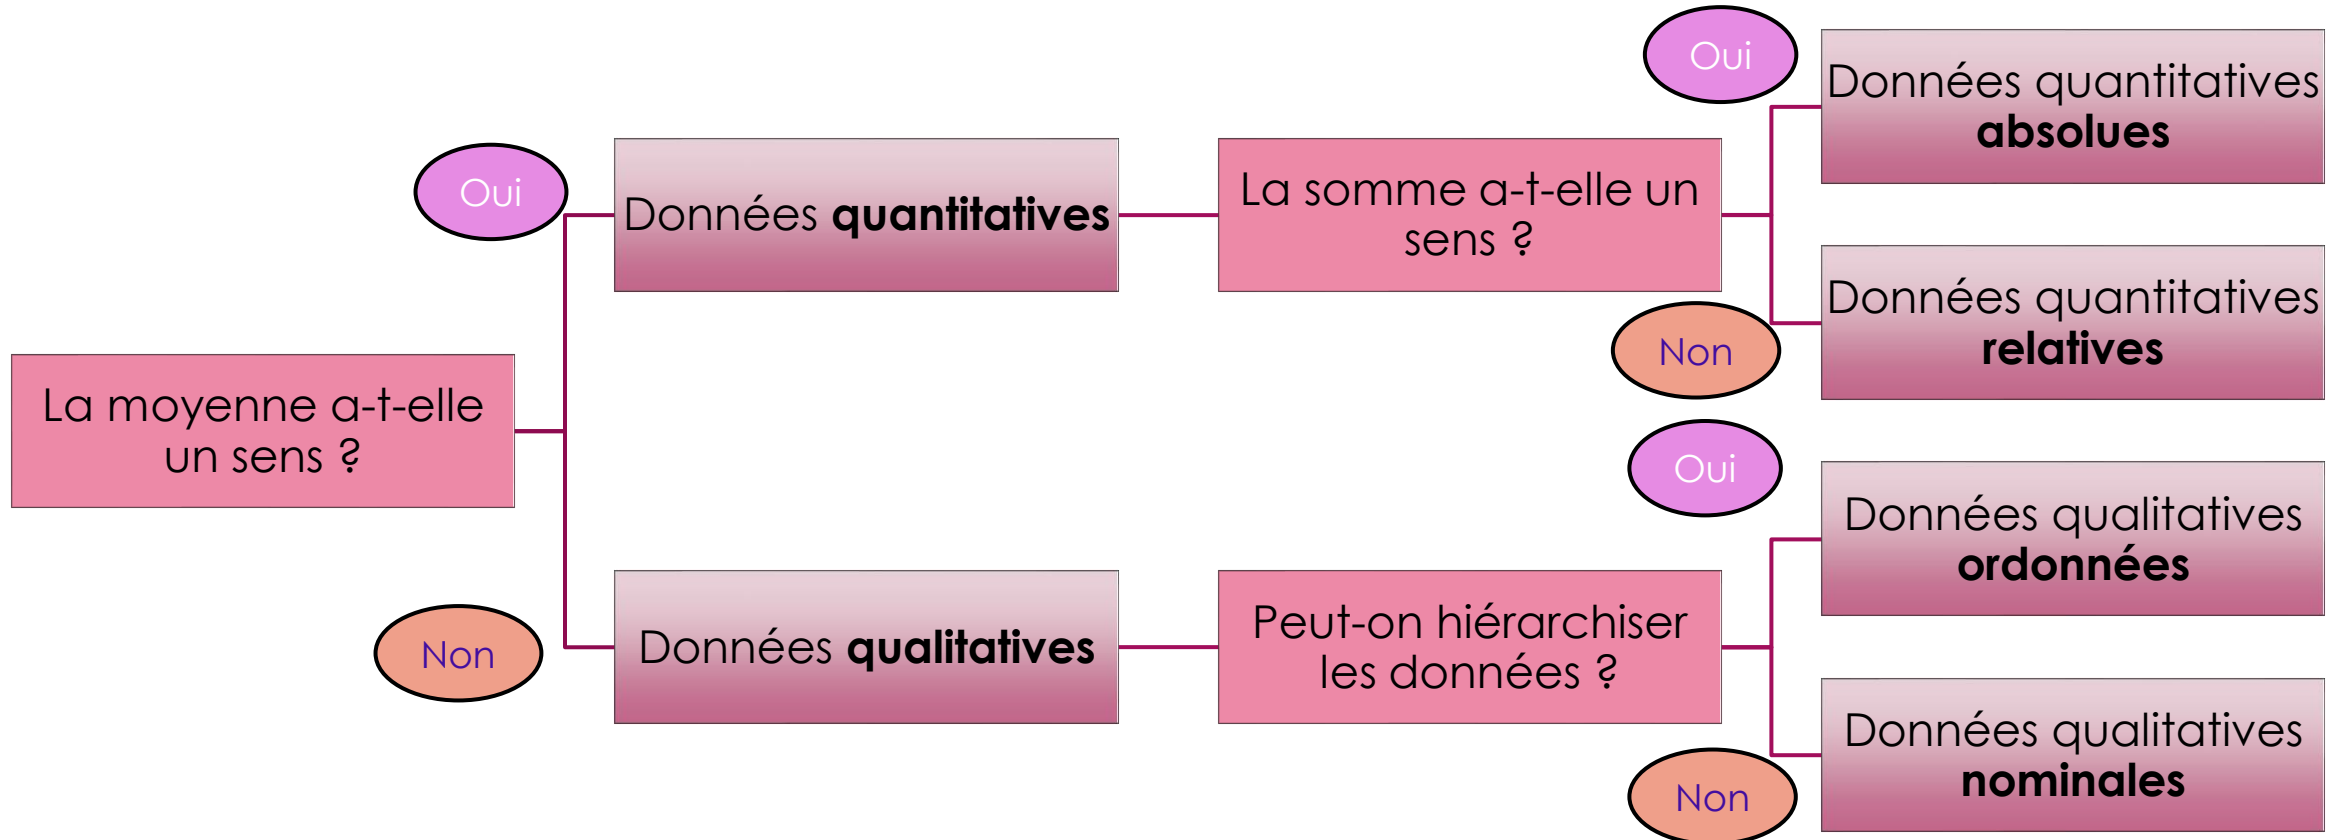 La moyenne a-t-elle
un sens ?
Oui
Données quantitatives
La somme a-t-elle un
sens ?
Oui
Données quantitatives
absolues
Non
Données quantitatives
relatives
Non
Données qualitatives
Peut-on hiérarchiser
les données ?
Oui
Données qualitatives
ordonnées
Non
Données qualitatives
nominales